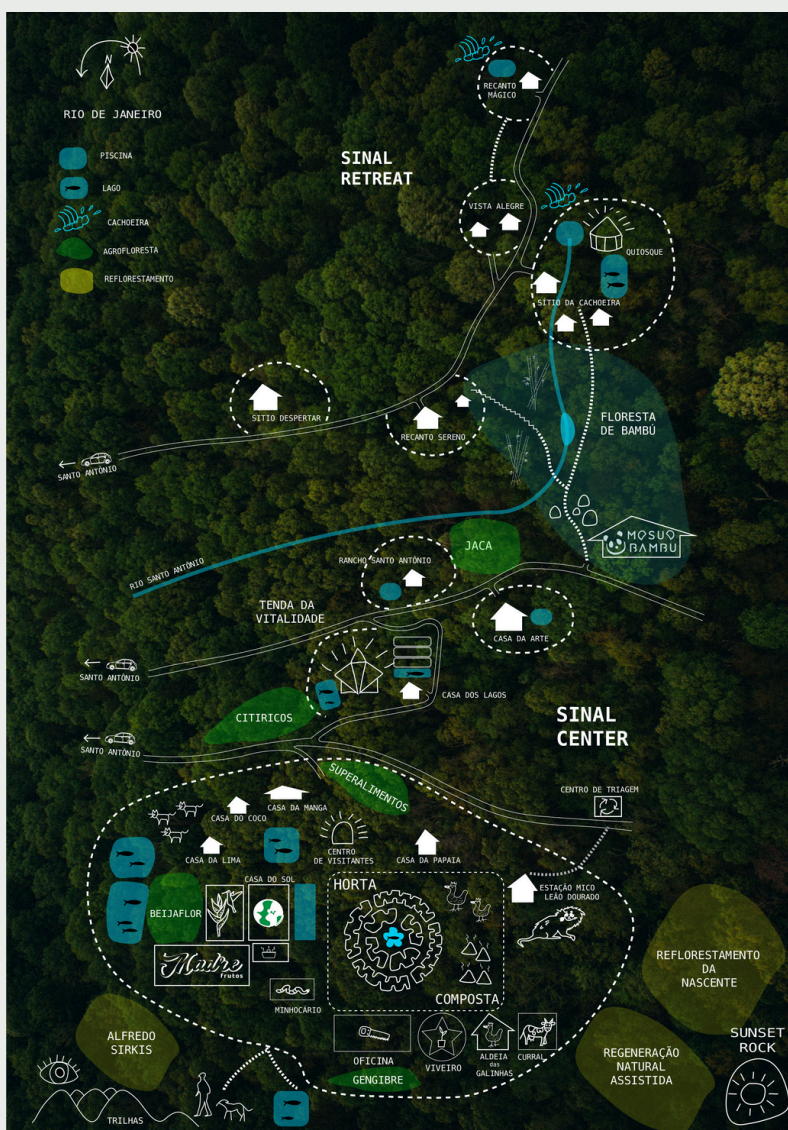 N
RIO DE JANEIRO
PISCINA
LAGO
CACHOEIRA
AGROFLORESTA
REFLORESTAMENTO
SINAL
RETREAT
RECANTO
MÁGICO
VISTA ALEGRE
QUIOSQUE
SÍTIO DA CACHOEIRA
SITIO DESPERTAR
RECANTO SERENO
FLORESTA
DE BAMBÚ
SANTO ANTÔNIO
MOSUO
BAMBU
JACA
RIO SANTO ANTÔNIO
RANCHO SANTO ANTÔNIO
TENDA DA
VITALIDADE
CASA DA ARTE
SANTO ANTÔNIO
CASA DOS LAGOS
CITIRICOS
SINAL
CENTER
SANTO ANTÔNIO
SUPERALIMENTOS
CENTRO DE TRIAGEM
CASA DA MANGA
CASA DO COCO
CASA DA LIMA
CENTRO
DE VISITANTES
CASA DA PAPAIA
CASA DO SOL
HORTA
ESTAÇÃO MICO
LEÃO DOURADO
BEIJAFLOR
Madre
frutos
MINHOCÁRIO
COMPOSTA
REFLORESTAMENTO
DA
NASCENTE
ALFREDO
SIRKIS
OFICINA
VIVEIRO
ALDEIA
das
GALINHAS
CURRAL
GENGIBRE
REGENERAÇÃO
NATURAL
ASSISTIDA
SUNSET
ROCK
TRILHAS